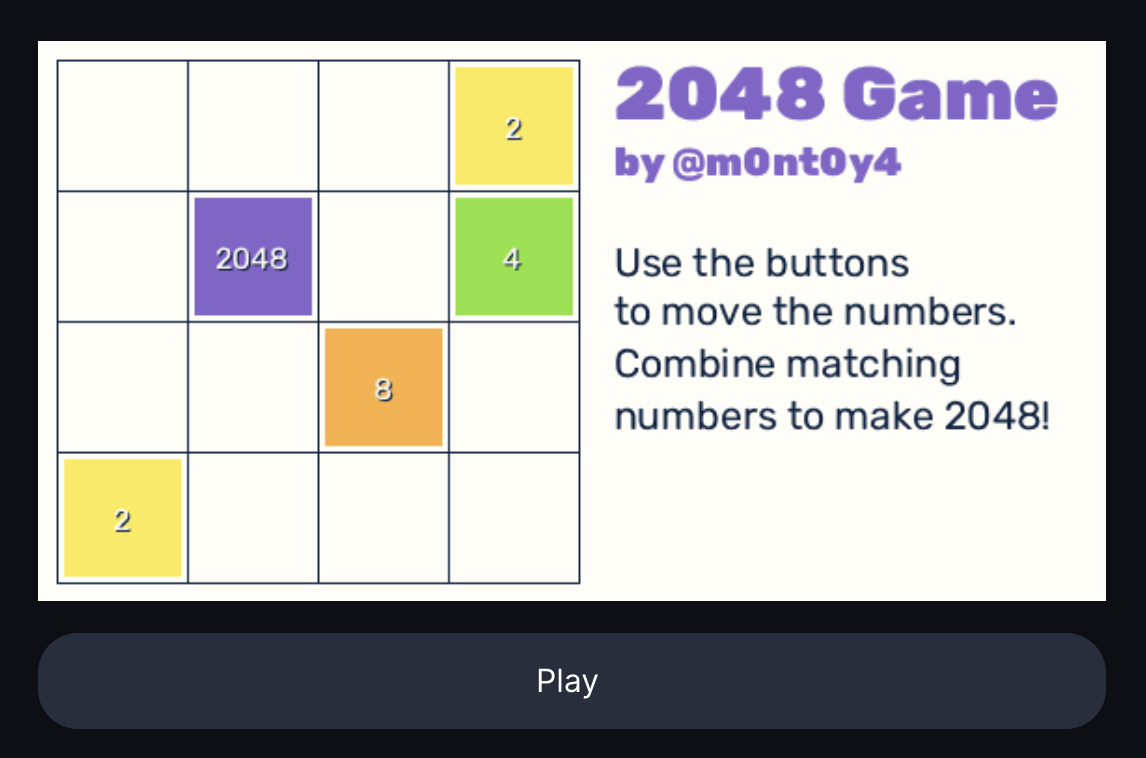 2
2048
4
8
2
2048 Game
by @m0nt0y4
Use the buttons
to move the numbers.
Combine matching
numbers to make 2048!
Play